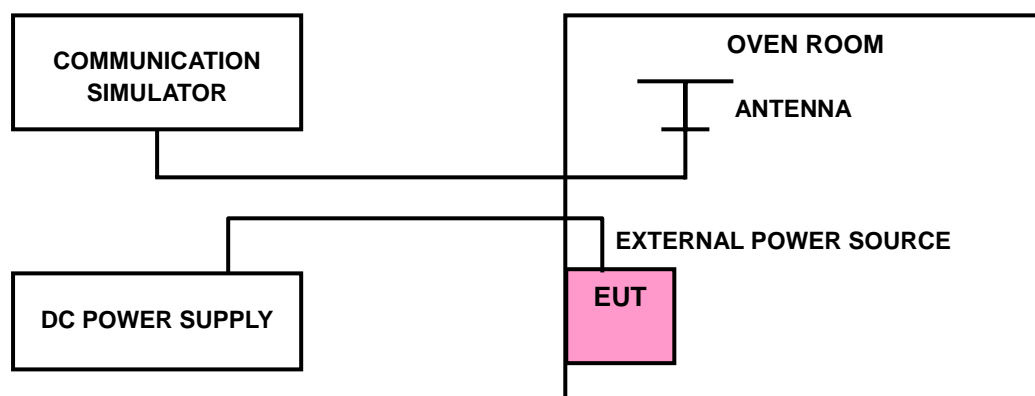 COMMUNICATION
SIMULATOR
OVEN ROOM
ANTENNA
EXTERNAL POWER SOURCE
EUT
DC POWER SUPPLY